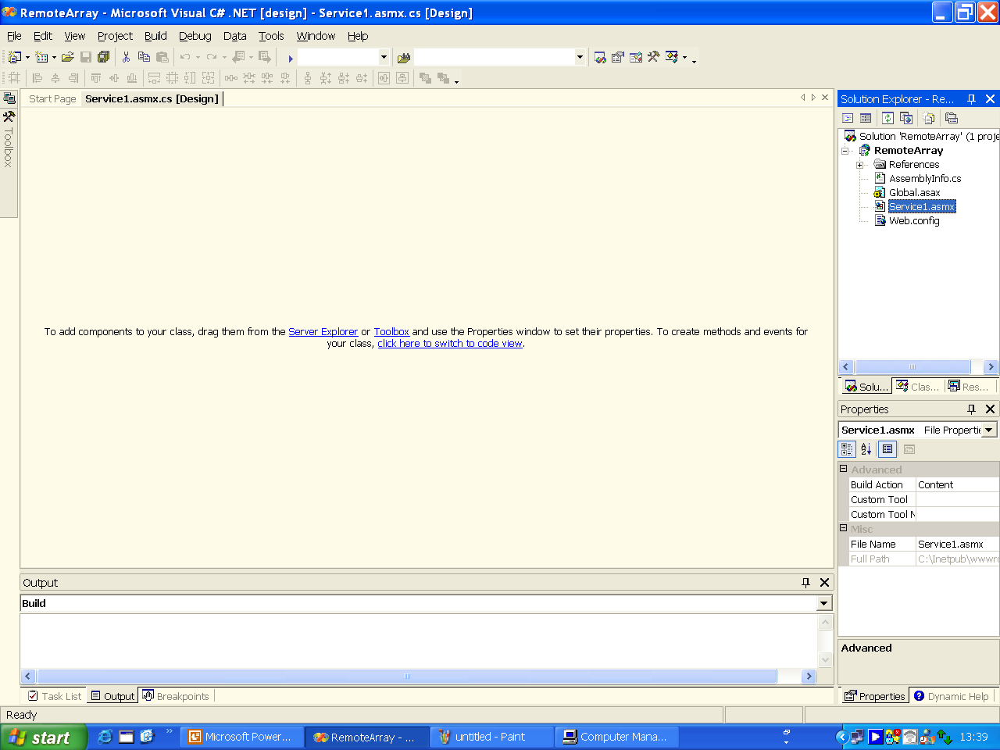 RemoteArray - Microsoft Visual C# .NET [design] - Service1.asmx.cs [Design]
File Edit View Project Build Debug Data Tools Window Help
Start Page Service1.asmx.cs [Design]
Toolbox
To add components to your class, drag them from the Server Explorer or Toolbox and use the Properties window to set their properties. To create methods and events for
your class, click here to switch to code view.
Solution Explorer - Re...
Solution 'RemoteArray' (1 proje
RemoteArray
References
AssemblyInfo.cs
Global.asax
Service1.asmx
Web.config
Solu... Clas... Res...
Properties
Service1.asmx File Propertie
Advanced
Build Action Content
Custom Tool
Custom Tool N
Misc
File Name Service1.asmx
Full Path C:\Inetpub\wwwro
Advanced
Properties Dynamic Help
Output
Build
Task List Output Breakpoints
Ready
start Microsoft Power... RemoteArray - ... untitled - Paint Computer Mana... 13:39